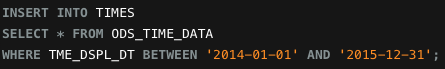 INSERT INTO TIMES
SELECT * FROM ODS_TIME_DATA
WHERE TME_DSPL_DT BETWEEN '2014-01-01' AND '2015-12-31';